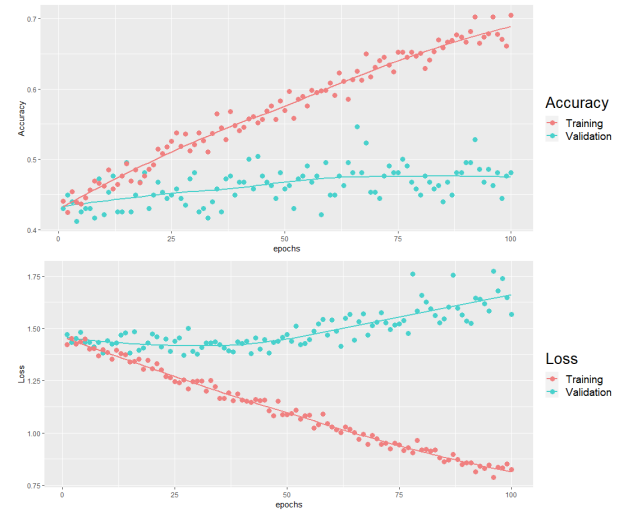 0.7
0.6
0.5
0.4
Accuracy
0
25
50
75
100
epochs
Accuracy
Training
Validation
1.75
1.50
1.25
1.00
0.75
Loss
0
25
50
75
100
epochs
Loss
Training
Validation